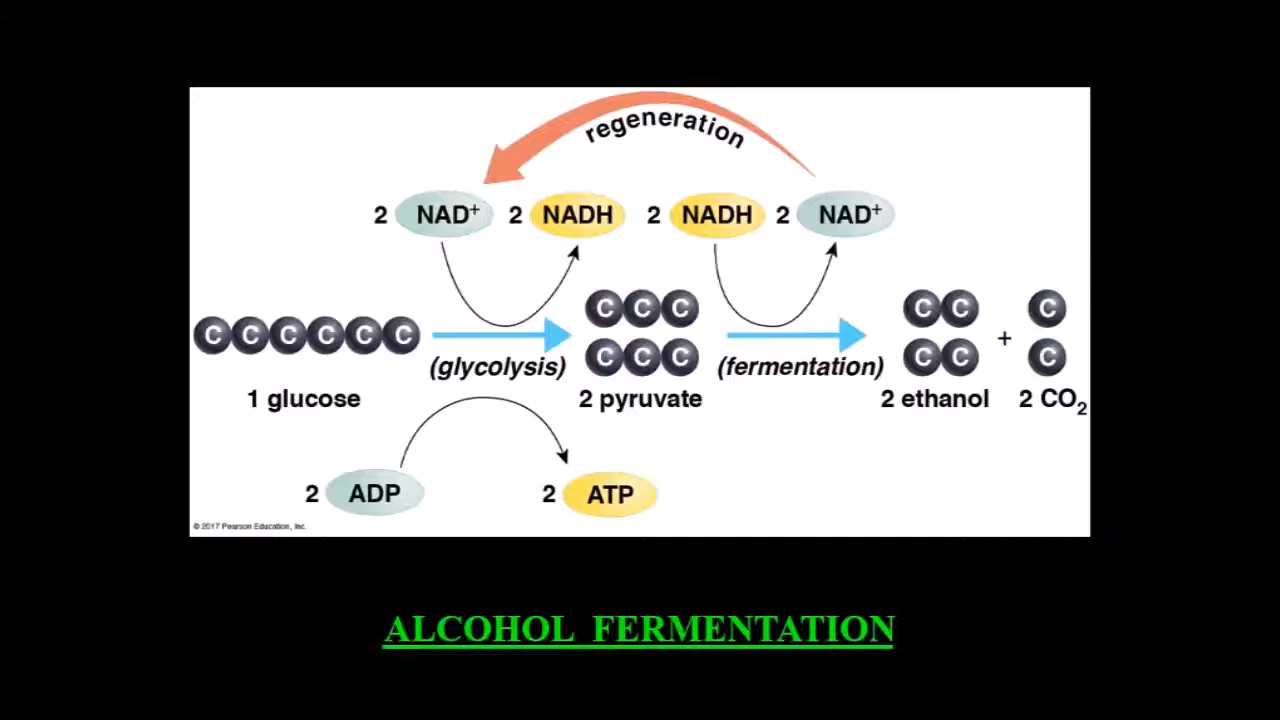 regeneration
2 NAD+ 2 NADH 2 NADH 2 NAD+
C C C C C C
C C C
C C C
C C
C C
+
C
C
(glycolysis) (fermentation)
1 glucose 2 pyruvate 2 ethanol 2 CO2
2 ADP 2 ATP
© 2017 Pearson Education, Inc.
ALCOHOL FERMENTATION